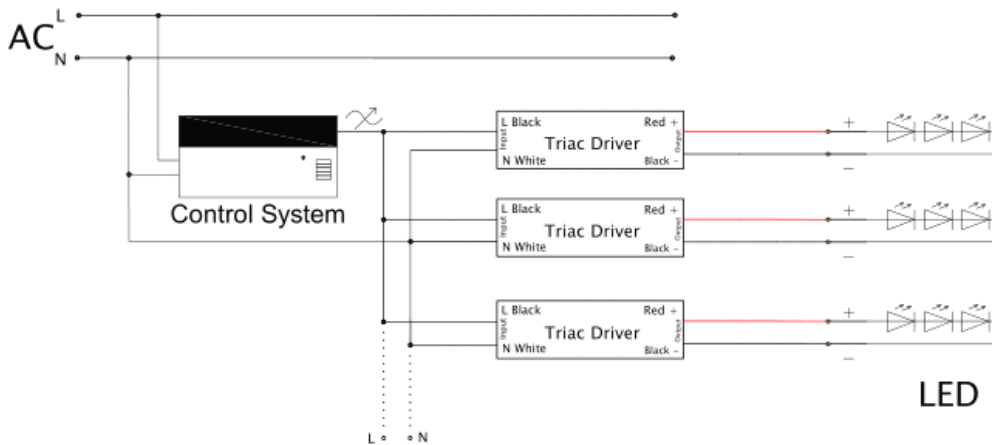 L
AC
N
Control System
L Black
Red +
Input
Triac Driver
Output
N White
Black -
L Black
Red +
Input
Triac Driver
Output
N White
Black -
L Black
Red +
Input
Triac Driver
Output
N White
Black -
+
−
+
−
+
−
LED
L
N